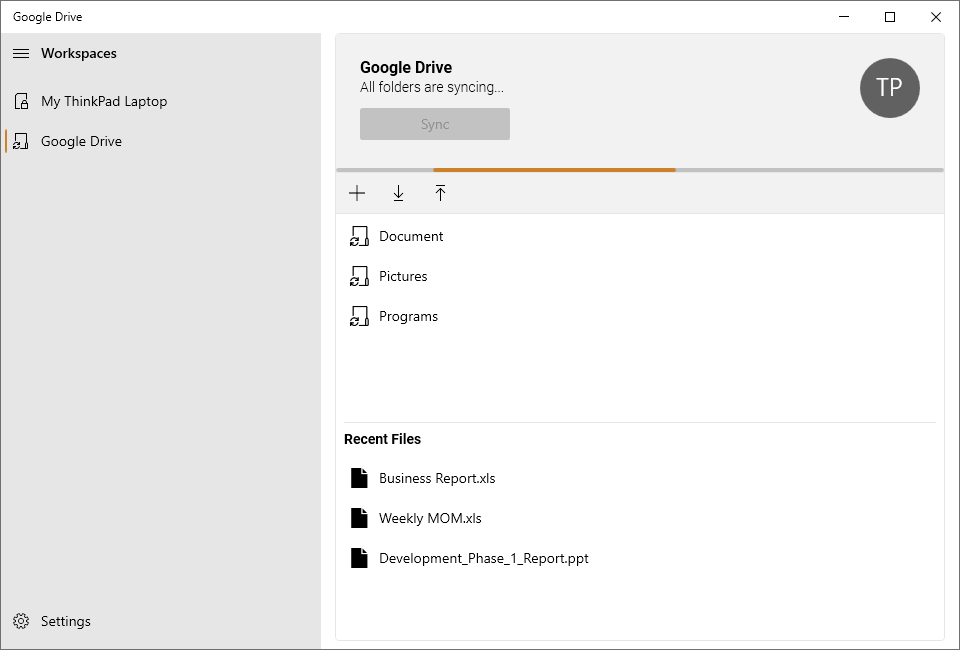 Google Drive
Workspaces
My ThinkPad Laptop
Google Drive
Settings
Google Drive
All folders are syncing...
Sync
TP
Document
Pictures
Programs
Recent Files
Business Report.xls
Weekly MOM.xls
Development_Phase_1_Report.ppt